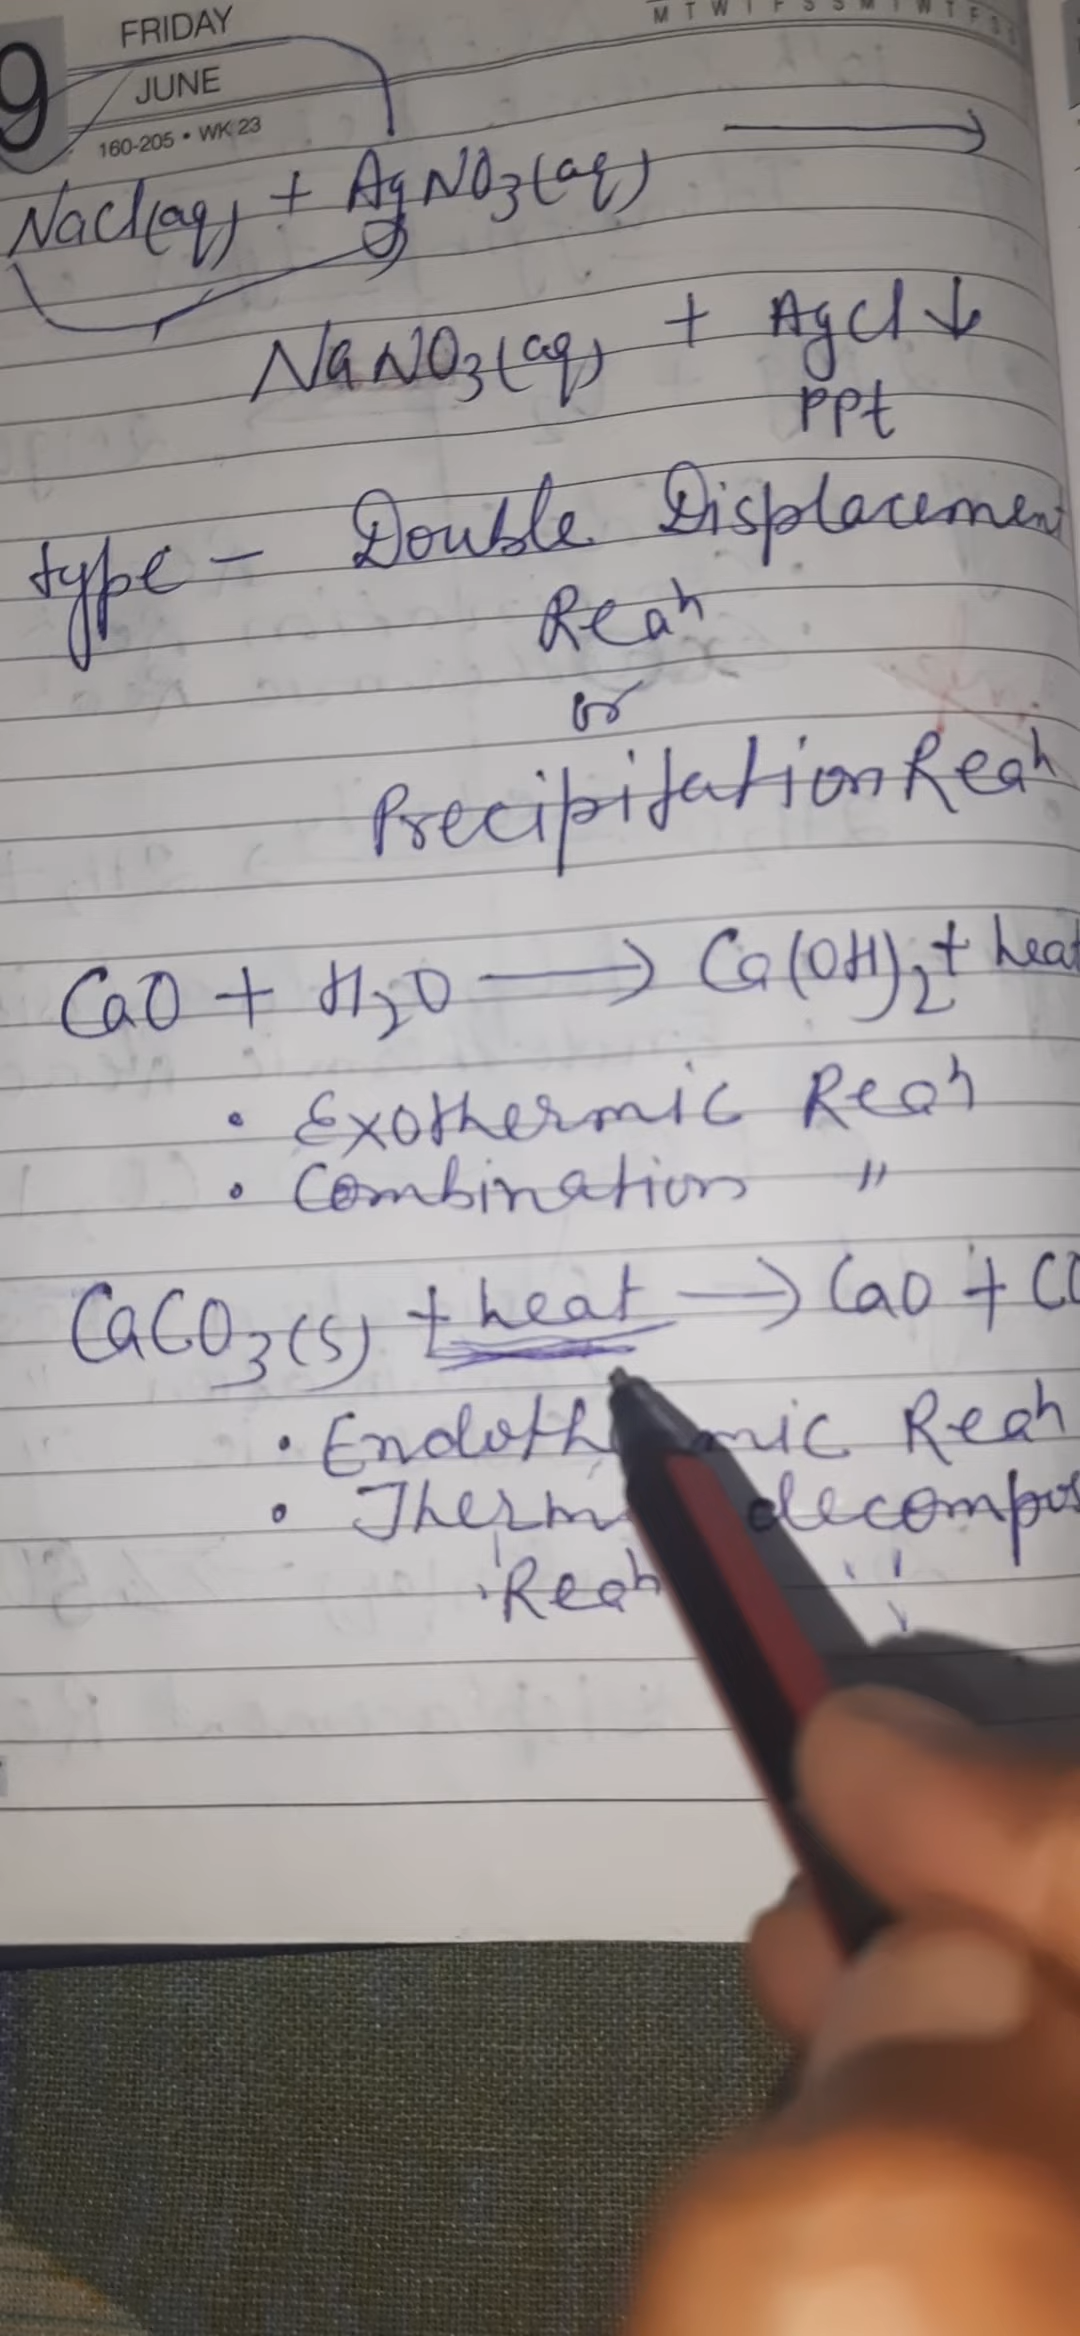 9
FRIDAY
JUNE
160-205 • WK 23
M T W T F S S M T W T F S S
NaCl(aq) + AgNO3(aq) ⟶
NaNO3(aq) + AgCl ↓
PPt
type - Double Displacement
Reaⁿ
or
Precipitation Reaⁿ
CaO + H2O ⟶ Ca(OH)2 + heat
• Exothermic Reaⁿ
• Combination "
CaCO3(s) + heat ⟶ CaO + CO
• Endoth mic Reaⁿ
• Therm decompos
Reaⁿ